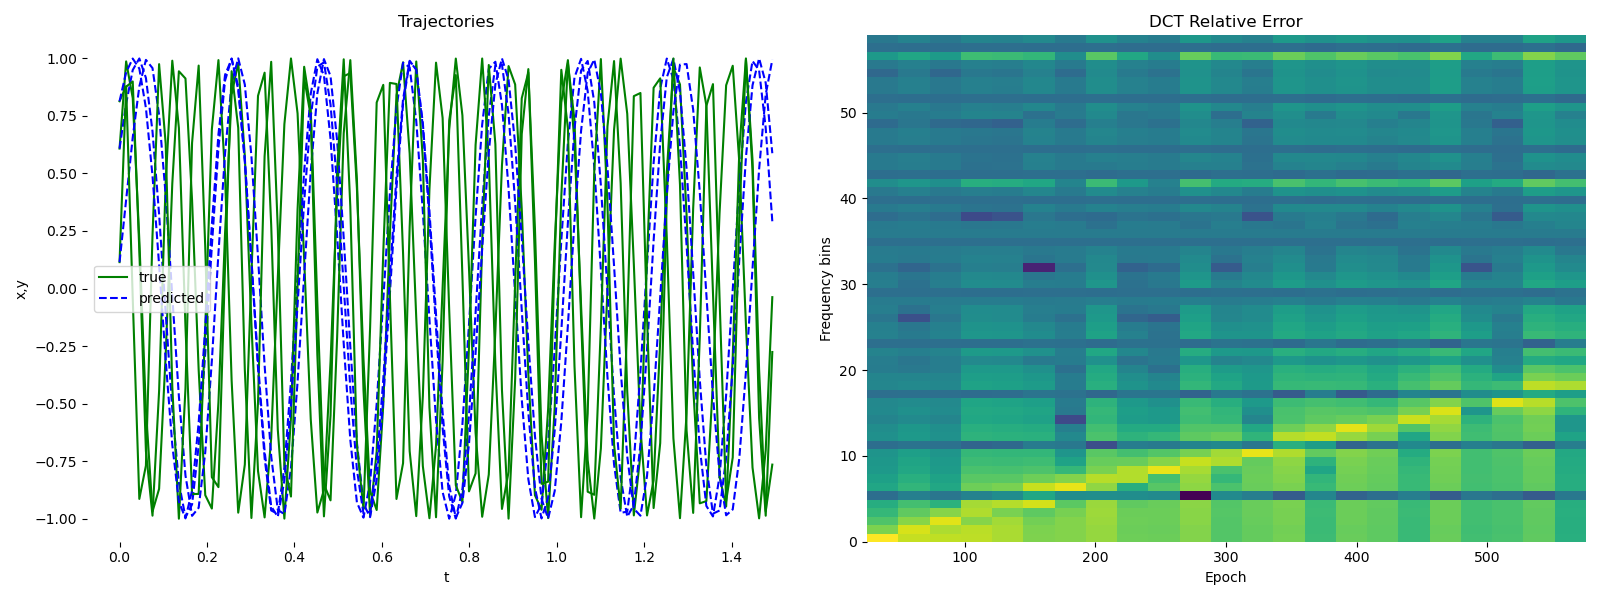 Trajectories
x,y
1.00
0.75
0.50
0.25
0.00
−0.25
−0.50
−0.75
−1.00
true
predicted
0.0 0.2 0.4 0.6 0.8 1.0 1.2 1.4
t
DCT Relative Error
Frequency bins
50
40
30
20
10
0
100 200 300 400 500
Epoch